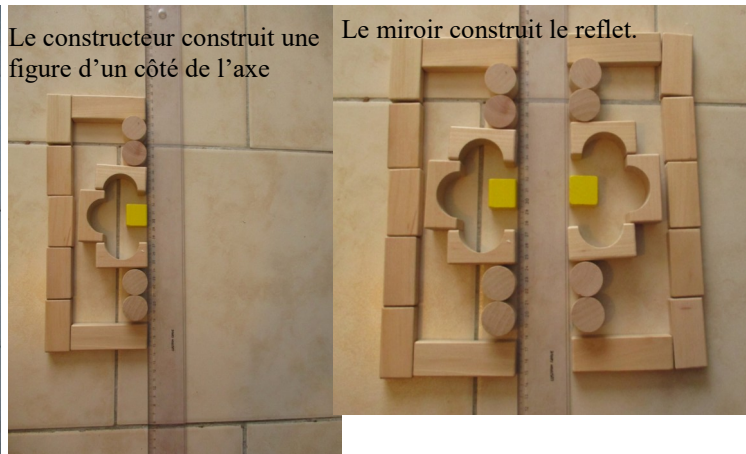 Le constructeur construit une
figure d’un côté de l’axe
Le miroir construit le reflet.